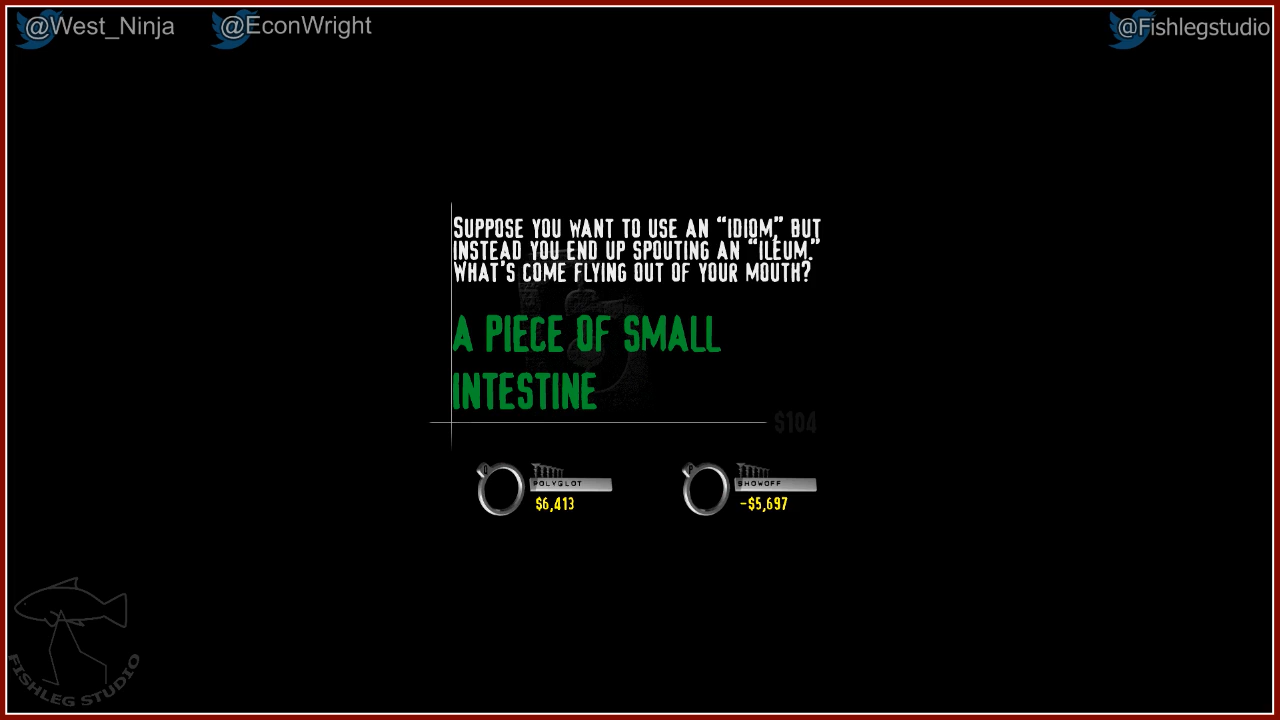 @West_Ninja @EconWright @Fishlegstudio
SUPPOSE YOU WANT TO USE AN “IDIOM,” BUT
INSTEAD YOU END UP SPOUTING AN “ILEUM.”
WHAT'S COME FLYING OUT OF YOUR MOUTH?
A PIECE OF SMALL
INTESTINE
$104
POLYGLOT SHOWOFF
$6,413 -$5,697
FISHLEG STUDIO